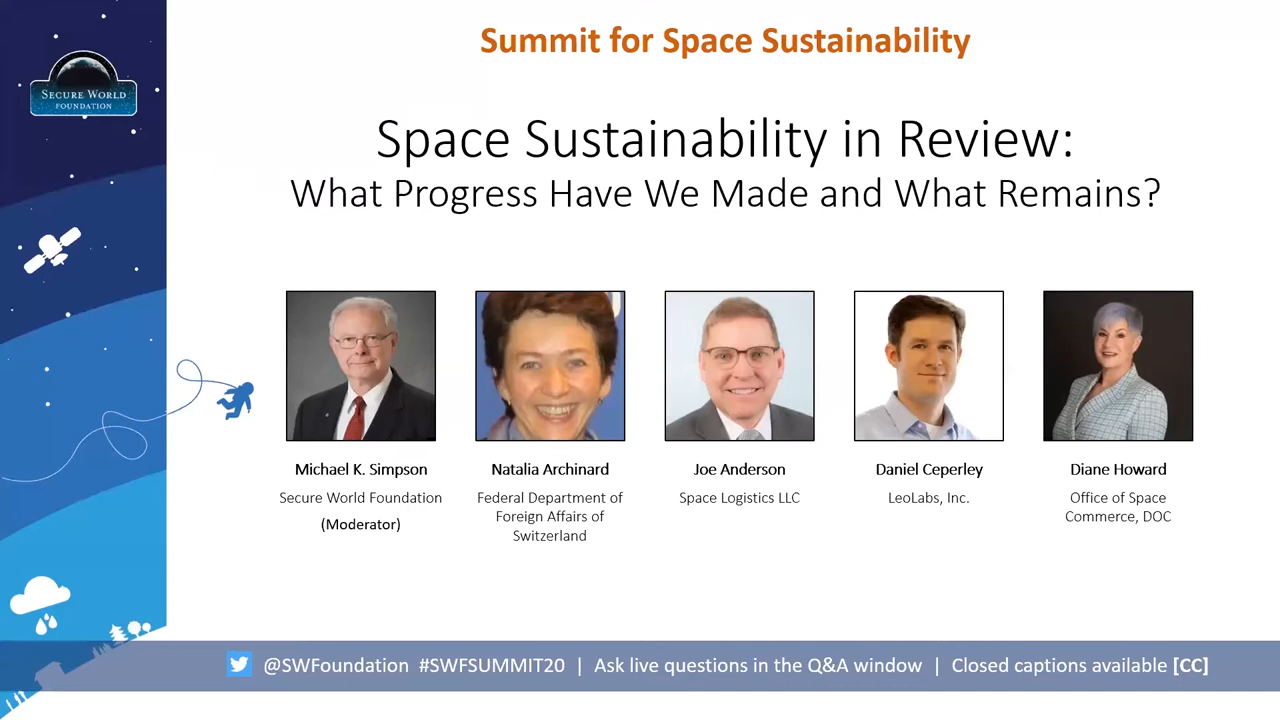 SECURE WORLD
FOUNDATION
Summit for Space Sustainability
Space Sustainability in Review:
What Progress Have We Made and What Remains?
Michael K. Simpson
Secure World Foundation
(Moderator)
Natalia Archinard
Federal Department of
Foreign Affairs of
Switzerland
Joe Anderson
Space Logistics LLC
Daniel Ceperley
LeoLabs, Inc.
Diane Howard
Office of Space
Commerce, DOC
@SWFoundation #SWFSUMMIT20 | Ask live questions in the Q&A window | Closed captions available [CC]